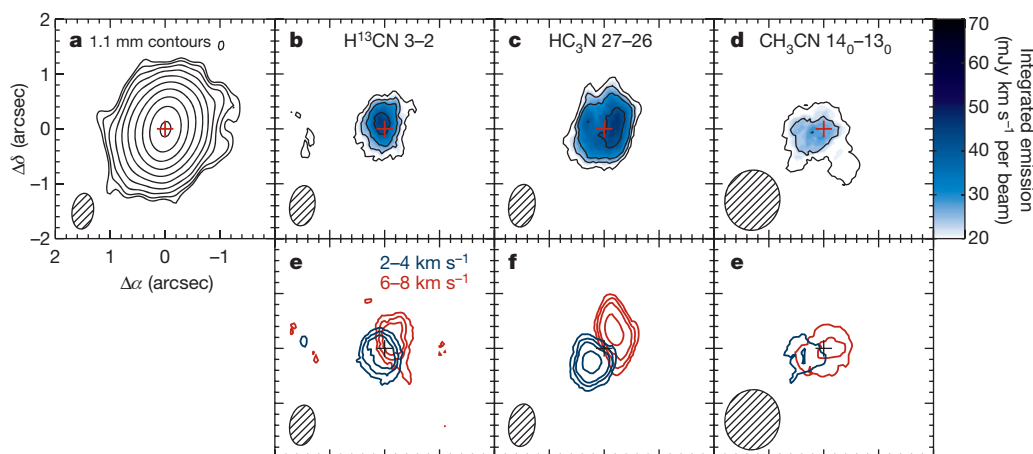 a 1.1 mm contours
b H¹³CN 3–2
c HC₃N 27–26
d CH₃CN 14₀–13₀
2
1
0
−1
−2
Δδ (arcsec)
2 1 0 −1
Δα (arcsec)
70
60
50
40
30
20
Integrated emission
(mJy km s⁻¹ per beam)
e 2–4 km s⁻¹
6–8 km s⁻¹
f
e